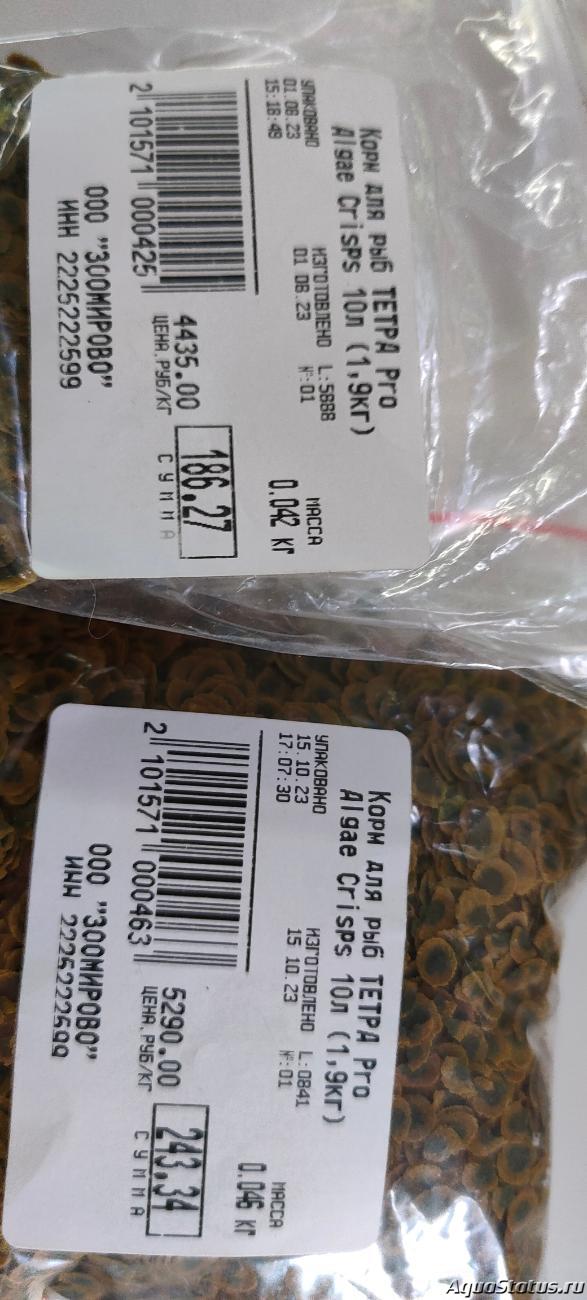 Корм для рыб ТЕТРА Pro
Algae Crisps 10л (1,9кг)
УПАКОВАНО
01.08.23
15:18:49
ИЗГОТОВЛЕНО L:5888
01 08.23 №:01
МАССА
0.042 КГ
2 101571 000425
4435.00
ЦЕНА,РУБ/КГ
186.27
СУММА
ООО "ЗООМИРОВО"
ИНН 2225222599
Корм для рыб ТЕТРА Pro
Algae Crisps 10л (1,9кг)
УПАКОВАНО
15.10.23
17:07:30
ИЗГОТОВЛЕНО L:0841
15 10.23 №:01
МАССА
0.046 КГ
2 101571 000463
5290.00
ЦЕНА,РУБ/КГ
243.34
СУММА
ООО "ЗООМИРОВО"
ИНН 2225222599
AquaStatus.ru